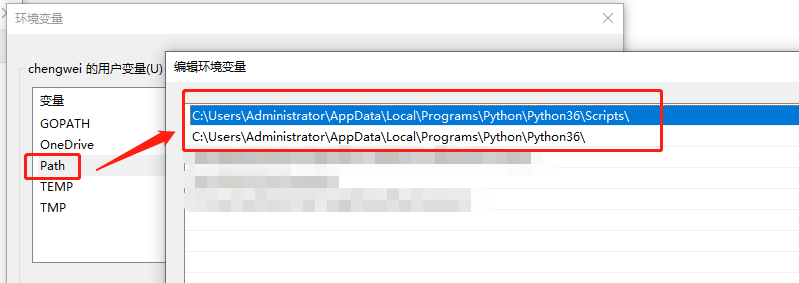 环境变量
chengwei 的用户变量(U)
变量
GOPATH
OneDrive
Path
TEMP
TMP
编辑环境变量
C:\Users\Administrator\AppData\Local\Programs\Python\Python36\Scripts\
C:\Users\Administrator\AppData\Local\Programs\Python\Python36\